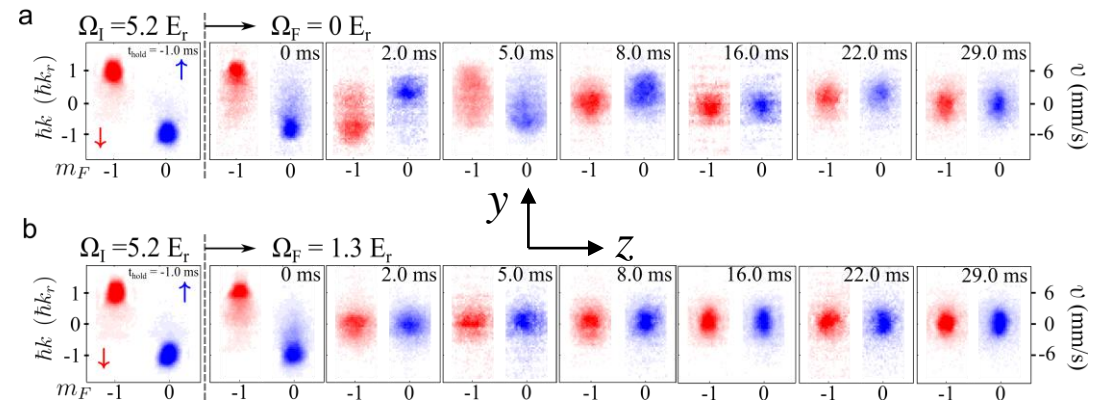 a
Ω_I =5.2 E_r → Ω_F = 0 E_r
t_hold = -1.0 ms ↑ 0 ms 2.0 ms 5.0 ms 8.0 ms 16.0 ms 22.0 ms 29.0 ms
ħk (ħk_r) 1 0 -1 ↓ 6 0 -6 v (mm/s)
m_F -1 0 -1 0 -1 0 -1 0 -1 0 -1 0 -1 0 -1 0
y
z
b
Ω_I =5.2 E_r → Ω_F = 1.3 E_r
t_hold = -1.0 ms ↑ 0 ms 2.0 ms 5.0 ms 8.0 ms 16.0 ms 22.0 ms 29.0 ms
ħk (ħk_r) 1 0 -1 ↓ 6 0 -6 v (mm/s)
m_F -1 0 -1 0 -1 0 -1 0 -1 0 -1 0 -1 0 -1 0